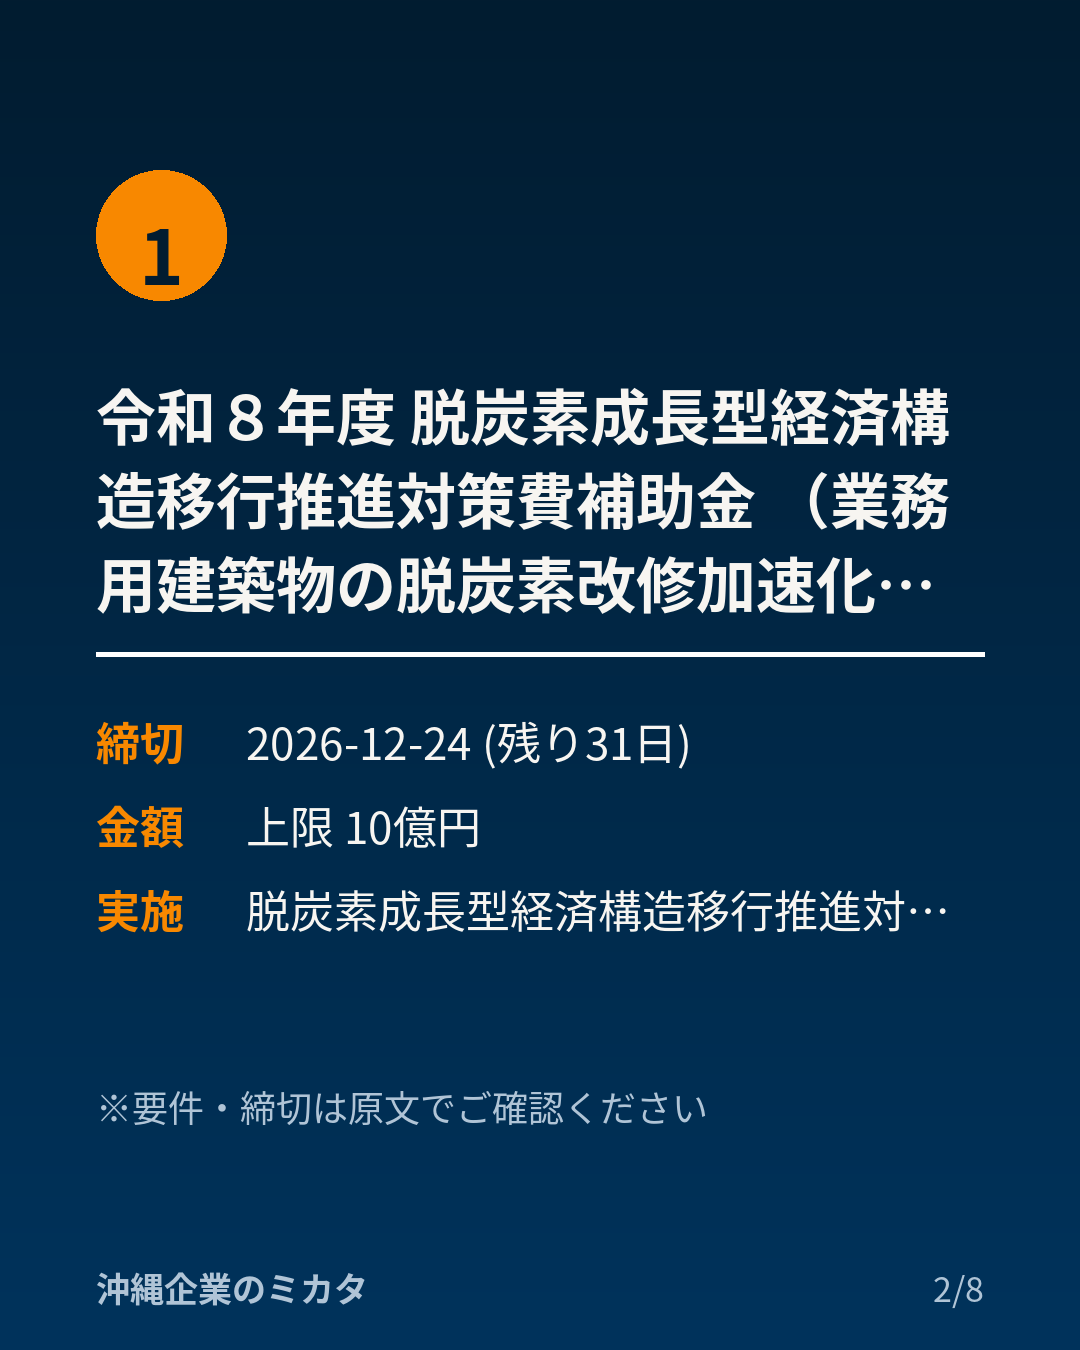 1
令和８年度 脱炭素成長型経済構
造移行推進対策費補助金 （業務
用建築物の脱炭素改修加速化…
締切 2026-12-24 (残り31日)
金額 上限 10億円
実施 脱炭素成長型経済構造移行推進対…
※要件・締切は原文でご確認ください
沖縄企業のミカタ 2/8